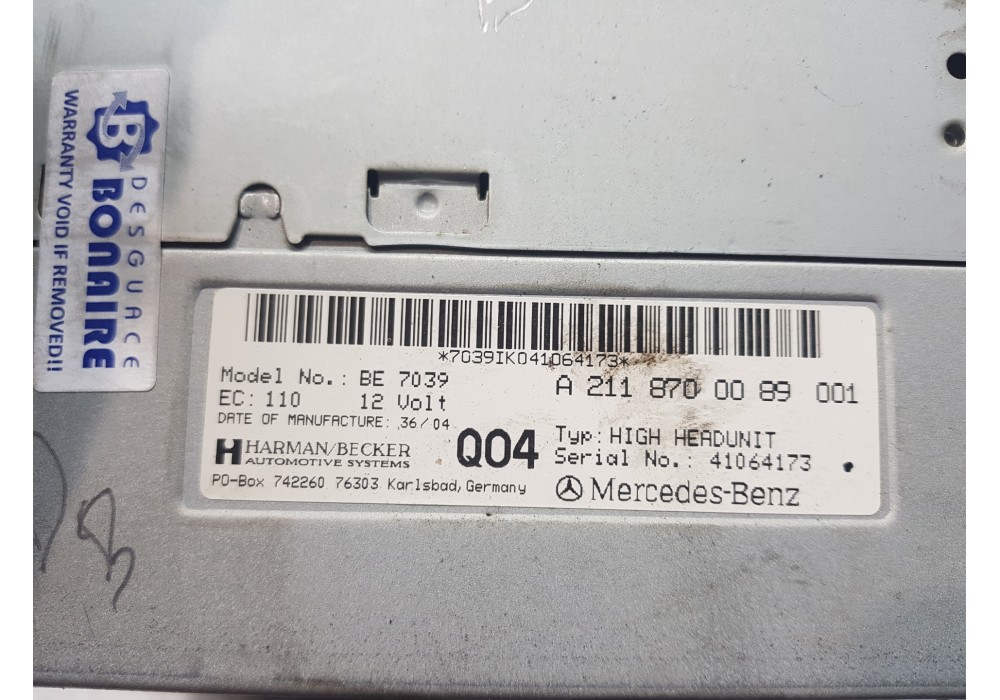 DESGUACE
BONAIRE
WARRANTY VOID IF REMOVED!!
*7039IK041064173*
Model No.: BE 7039
A 211 870 00 89 001
EC: 110 12 Volt
DATE OF MANUFACTURE: 36/04
Q04
Typ: HIGH HEADUNIT
HARMAN/BECKER
AUTOMOTIVE SYSTEMS
Serial No.: 41064173
PO-Box 742260 76303 Karlsbad, Germany
Mercedes-Benz